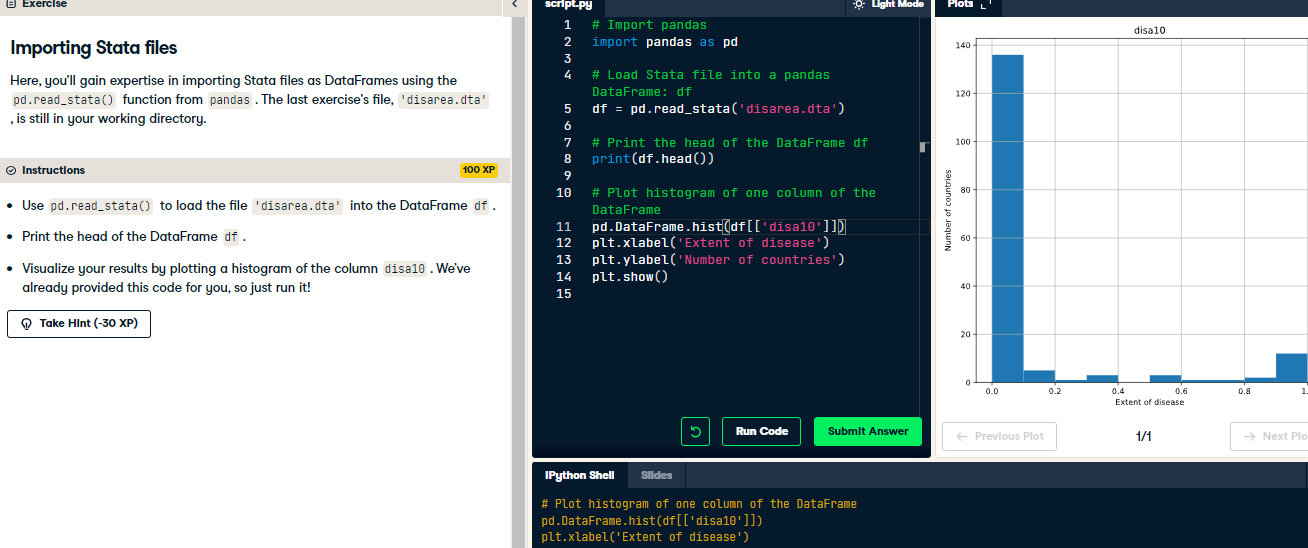 Exercise
Importing Stata files
Here, you'll gain expertise in importing Stata files as DataFrames using the
pd.read_stata() function from pandas . The last exercise's file, 'disarea.dta'
, is still in your working directory.
Instructions
100 XP
Use pd.read_stata() to load the file 'disarea.dta' into the DataFrame df .
Print the head of the DataFrame df .
Visualize your results by plotting a histogram of the column disa10 . We've
already provided this code for you, so just run it!
Take Hint (-30 XP)
script.py
Light Mode
1 # Import pandas
2 import pandas as pd
3
4 # Load Stata file into a pandas
DataFrame: df
5 df = pd.read_stata('disarea.dta')
6
7 # Print the head of the DataFrame df
8 print(df.head())
9
10 # Plot histogram of one column of the
DataFrame
11 pd.DataFrame.hist(df[['disa10']])
12 plt.xlabel('Extent of disease')
13 plt.ylabel('Number of countries')
14 plt.show()
15
Run Code
Submit Answer
Plots
disa10
140
120
100
80
60
40
20
0
Number of countries
0.0 0.2 0.4 0.6 0.8 1.
Extent of disease
Previous Plot
1/1
Next Plo
IPython Shell
Slides
# Plot histogram of one column of the DataFrame
pd.DataFrame.hist(df[['disa10']])
plt.xlabel('Extent of disease')